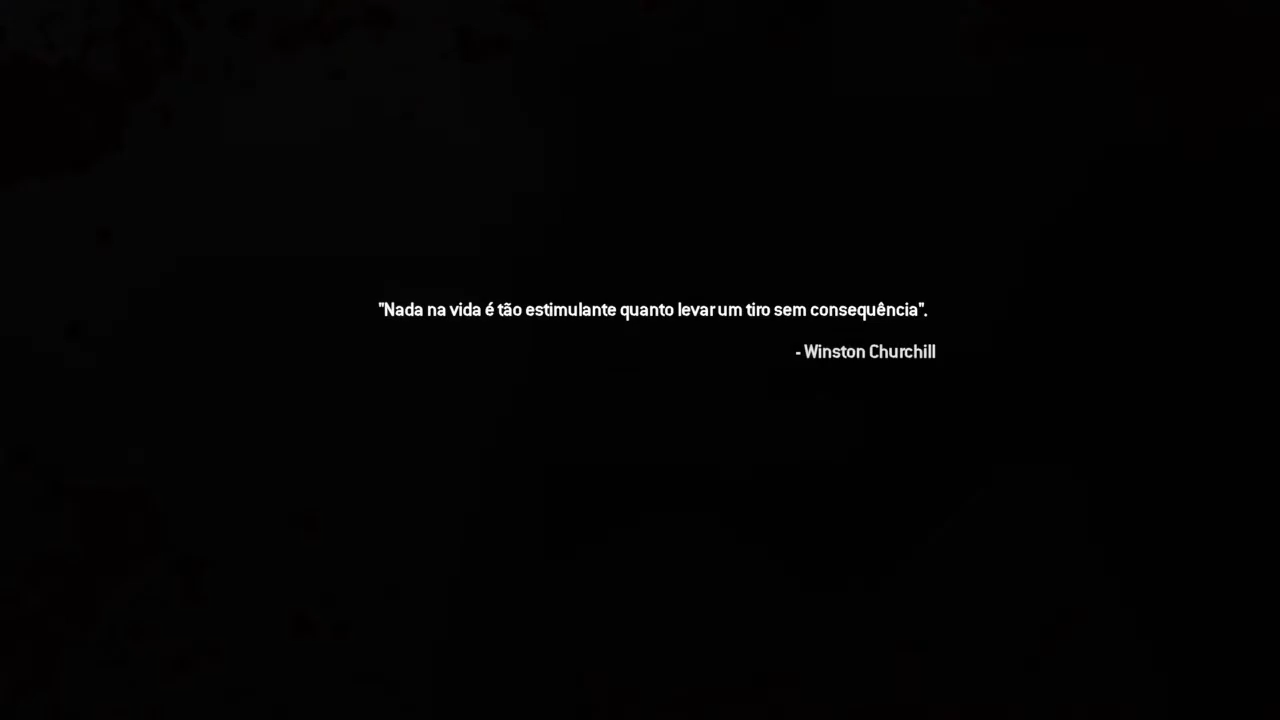 "Nada na vida é tão estimulante quanto levar um tiro sem consequência".
- Winston Churchill